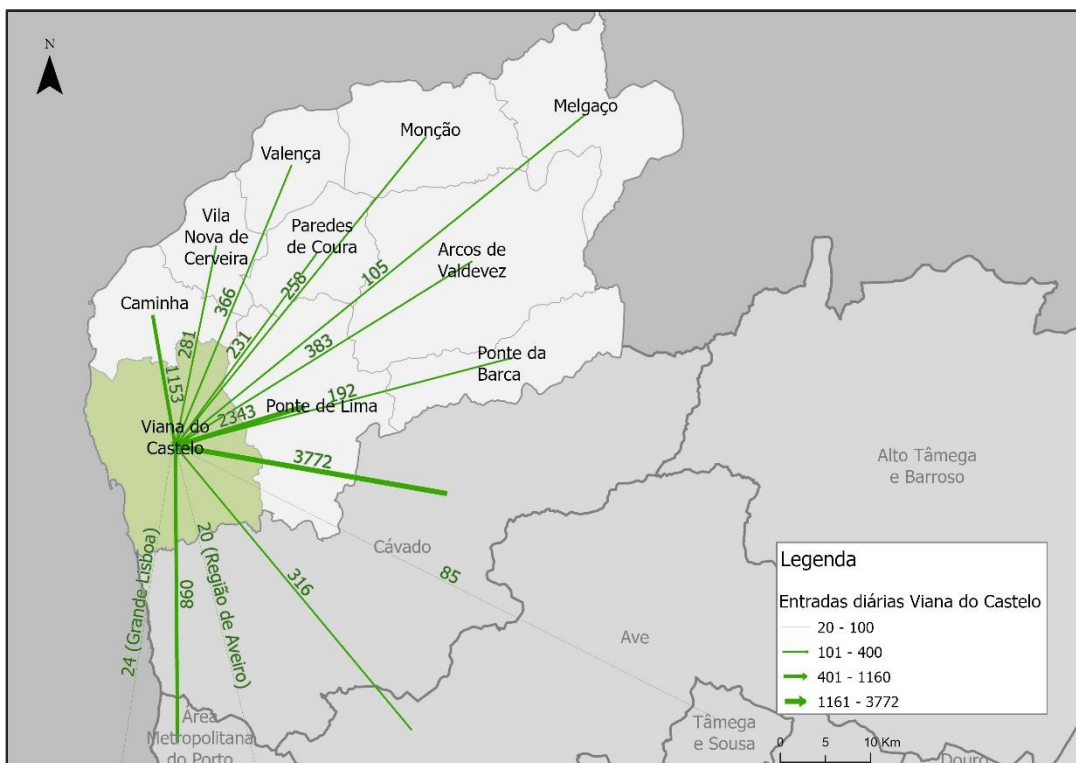 N
Melgaço
Monção
Valença
Vila
Nova de
Cerveira
Paredes
de Coura
Arcos de
Valdevez
Caminha
105
258
366
281
231
383
1153
Ponte da
Barca
192
2343
Ponte de Lima
Viana do
Castelo
3772
Alto Tâmega
e Barroso
Cávado
24 (Grande Lisboa)
860
20 (Região de Aveiro)
316
85
Ave
Área
Metropolitana
do Porto
Tâmega
e Sousa
Douro
Legenda
Entradas diárias Viana do Castelo
20 - 100
101 - 400
401 - 1160
1161 - 3772
0 5 10 Km